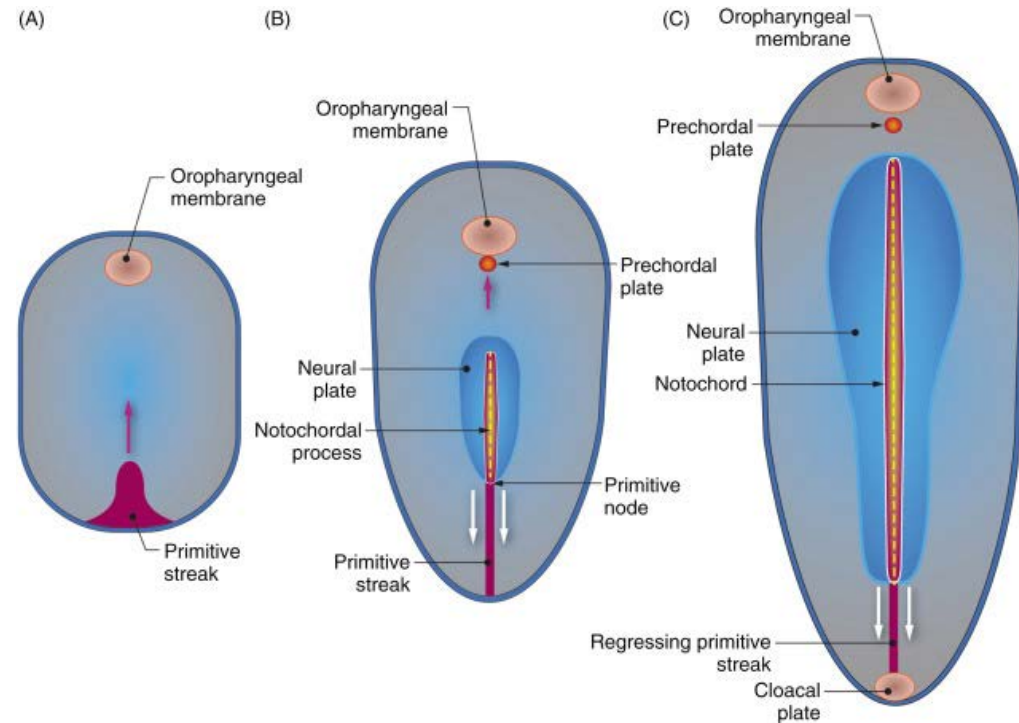 (A)
Oropharyngeal
membrane
Primitive
streak
(B)
Oropharyngeal
membrane
Prechordal
plate
Neural
plate
Notochordal
process
Primitive
node
Primitive
streak
(C)
Oropharyngeal
membrane
Prechordal
plate
Neural
plate
Notochord
Regressing primitive
streak
Cloacal
plate